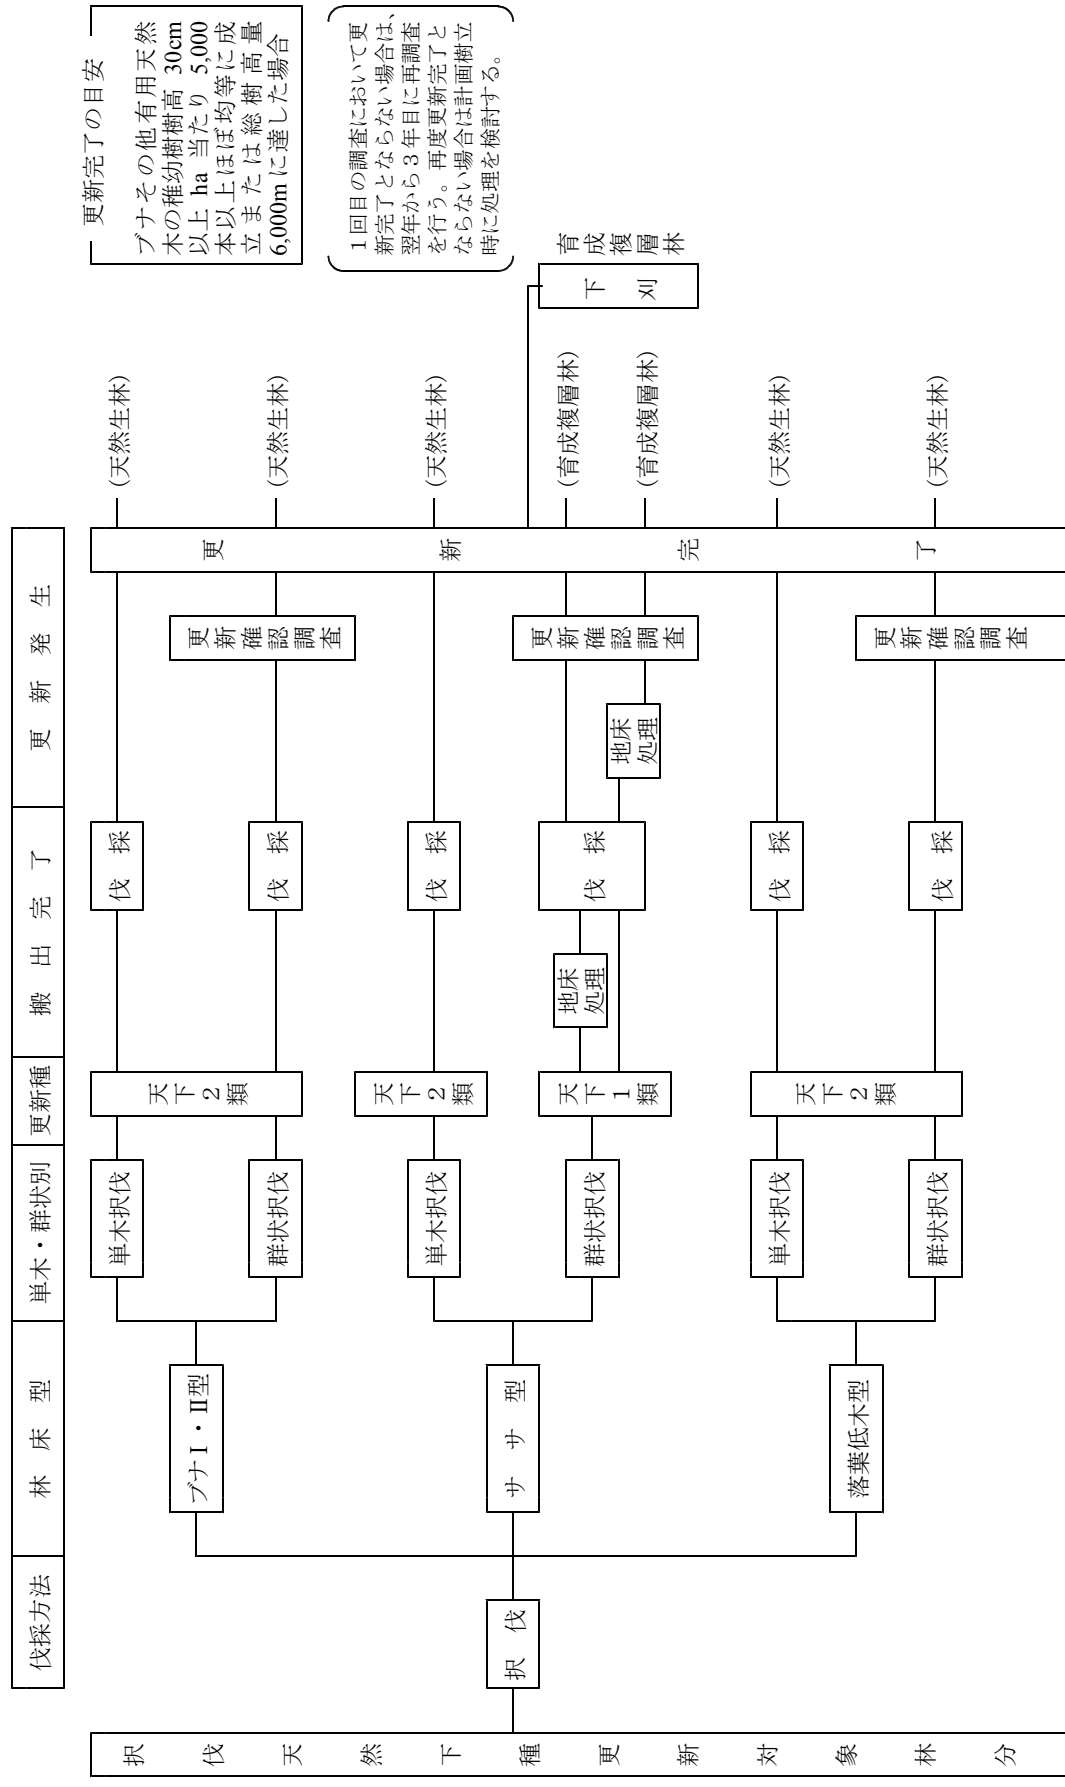 伐採方法
林床型
単木・群状別
更新種
搬出完了
更新発生
択伐天然下種更新対象林分
択伐
ブナⅠ・Ⅱ型
ササ型
落葉低木型
単木択伐
群状択伐
単木択伐
群状択伐
単木択伐
群状択伐
天下２類
天下２類
天下１類
天下２類
地床
処理
伐採
伐採
伐採
伐採
伐採
伐採
地床
処理
更新
確認
調査
更新
確認
調査
更新
確認
調査
更新完了
(天然生林)
(天然生林)
(天然生林)
(育成複層林)
(育成複層林)
(天然生林)
(天然生林)
下刈
育成
複層林
更新完了の目安
ブナその他有用天然
木の稚幼樹樹高 30cm
以上 ha 当たり 5,000
本以上ほぼ均等に成
立または総樹高量
6,000m に達した場合
１回目の調査において更
新完了とならない場合は、
翌年から３年目に再調査
を行う。再度更新完了と
ならない場合は計画樹立
時に処理を検討する。